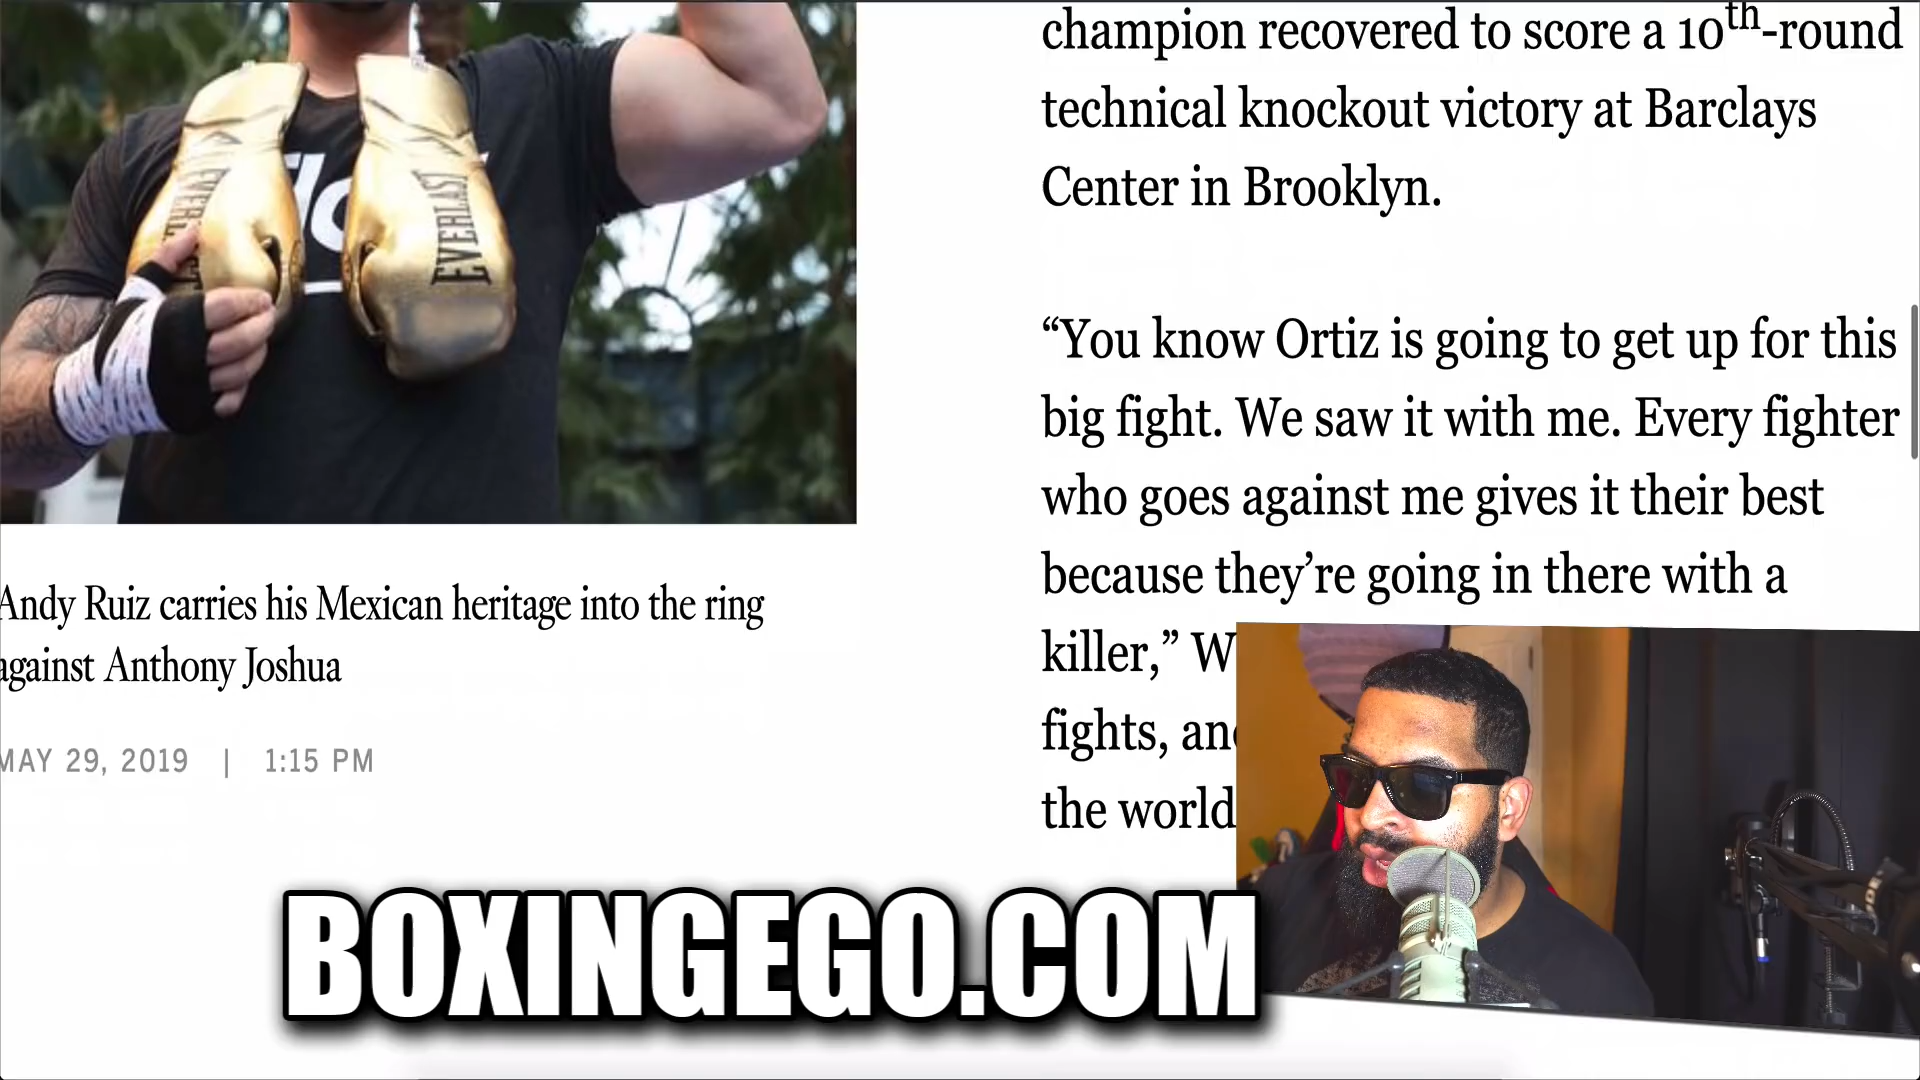 EVERLAST
EVERLAST
Andy Ruiz carries his Mexican heritage into the ring
against Anthony Joshua
MAY 29, 2019 | 1:15 PM
champion recovered to score a 10th-round
technical knockout victory at Barclays
Center in Brooklyn.
“You know Ortiz is going to get up for this
big fight. We saw it with me. Every fighter
who goes against me gives it their best
because they’re going in there with a
killer,” W
fights, and
the world
BOXINGEGO.COM